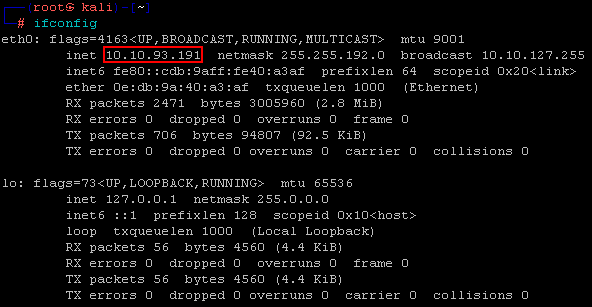 (root㉿kali)-[~]
# ifconfig
eth0: flags=4163<UP,BROADCAST,RUNNING,MULTICAST>  mtu 9001
inet 10.10.93.191  netmask 255.255.192.0  broadcast 10.10.127.255
inet6 fe80::cdb:9aff:fe40:a3af  prefixlen 64  scopeid 0x20<link>
ether 0e:db:9a:40:a3:af  txqueuelen 1000  (Ethernet)
RX packets 2471  bytes 3005960 (2.8 MiB)
RX errors 0  dropped 0  overruns 0  frame 0
TX packets 706  bytes 94807 (92.5 KiB)
TX errors 0  dropped 0 overruns 0  carrier 0  collisions 0
lo: flags=73<UP,LOOPBACK,RUNNING>  mtu 65536
inet 127.0.0.1  netmask 255.0.0.0
inet6 ::1  prefixlen 128  scopeid 0x10<host>
loop  txqueuelen 1000  (Local Loopback)
RX packets 56  bytes 4560 (4.4 KiB)
RX errors 0  dropped 0  overruns 0  frame 0
TX packets 56  bytes 4560 (4.4 KiB)
TX errors 0  dropped 0 overruns 0  carrier 0  collisions 0